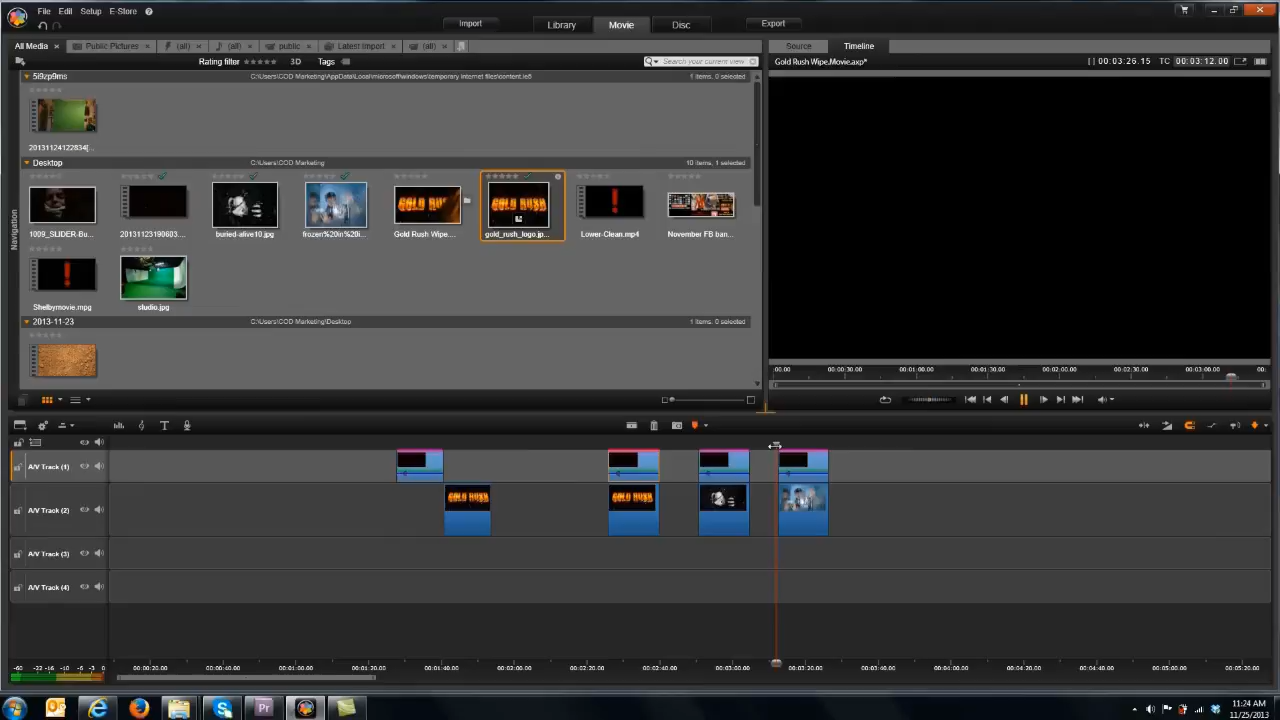 File Edit Setup E-Store
Import Library Movie Disc Export
All Media × Public Pictures × (all) × (all) × public × Latest Import × (all) ×
Source Timeline
Rating filter 3D Tags Search your current view
Gold Rush Wipe.Movie.axp* [ ] 00:03:26.15 TC 00:03:12.00
5i9zp9ms C:\Users\COD Marketing\AppData\Local\microsoft\windows\temporary internet files\content.ie5 1 items, 0 selected
20131124122834[...
Desktop C:\Users\COD Marketing 10 items, 1 selected
GOLD RUSH GOLD RUSH
1009_SLIDER-Bu... 20131123190603.... buried-alive10.jpg frozen%20in%20i... Gold Rush Wipe.... gold_rush_logo.jp... Lower-Clean.mp4 November FB ban...
Shelbymovie.mpg studio.jpg
2013-11-23 C:\Users\COD Marketing\Desktop 1 items, 0 selected
:00.00 00:00:30.00 00:01:00.00 00:01:30.00 00:02:00.00 00:02:30.00 00:03:00.00 00:
A/V Track (1)
A/V Track (2) GOLD RUSH GOLD RUSH
A/V Track (3)
A/V Track (4)
-60 -22 -16 -10 -6 -3 0 00:00:20.00 00:00:40.00 00:01:00.00 00:01:20.00 00:01:40.00 00:02:00.00 00:02:20.00 00:02:40.00 00:03:00.00 00:03:20.00 00:03:40.00 00:04:00.00 00:04:20.00 00:04:40.00 00:05:00.00 00:05:20.00
Pr
11:24 AM
11/25/2013